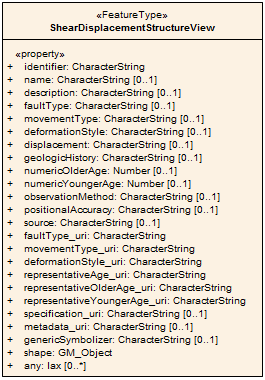 «FeatureType»
ShearDisplacementStructureView
«property»
+ identifier: CharacterString
+ name: CharacterString [0..1]
+ description: CharacterString [0..1]
+ faultType: CharacterString [0..1]
+ movementType: CharacterString [0..1]
+ deformationStyle: CharacterString [0..1]
+ displacement: CharacterString [0..1]
+ geologicHistory: CharacterString [0..1]
+ numericOlderAge: Number [0..1]
+ numericYoungerAge: Number [0..1]
+ observationMethod: CharacterString [0..1]
+ positionalAccuracy: CharacterString [0..1]
+ source: CharacterString [0..1]
+ faultType_uri: CharacterString
+ movementType_uri: CharacterString
+ deformationStyle_uri: CharacterString
+ representativeAge_uri: CharacterString
+ representativeOlderAge_uri: CharacterString
+ representativeYoungerAge_uri: CharacterString
+ specification_uri: CharacterString [0..1]
+ metadata_uri: CharacterString [0..1]
+ genericSymbolizer: CharacterString [0..1]
+ shape: GM_Object
+ any: lax [0..*]